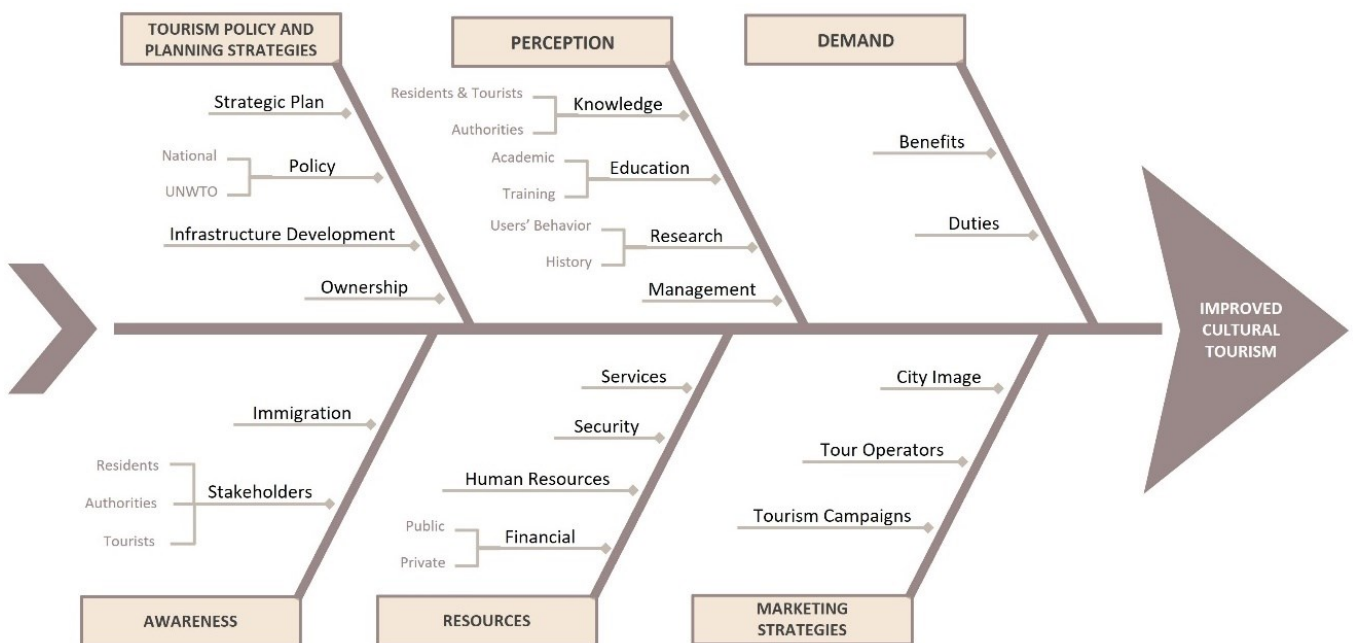 TOURISM POLICY AND
PLANNING STRATEGIES
Strategic Plan
National
UNWTO
Policy
Infrastructure Development
Ownership
PERCEPTION
Residents & Tourists
Authorities
Knowledge
Academic
Training
Education
Users' Behavior
History
Research
Management
DEMAND
Benefits
Duties
IMPROVED
CULTURAL
TOURISM
Immigration
Residents
Authorities
Tourists
Stakeholders
AWARENESS
Services
Security
Human Resources
Public
Private
Financial
RESOURCES
City Image
Tour Operators
Tourism Campaigns
MARKETING
STRATEGIES